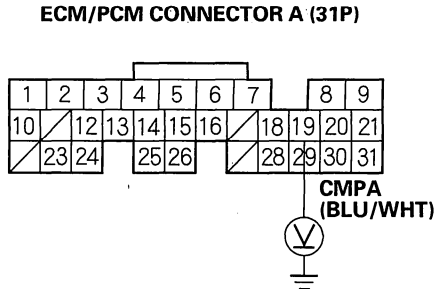 ECM/PCM CONNECTOR A (31P)
1 2 3 4 5 6 7 8 9
10 12 13 14 15 16 18 19 20 21
23 24 25 26 28 29 30 31
CMPA
(BLU/WHT)
V